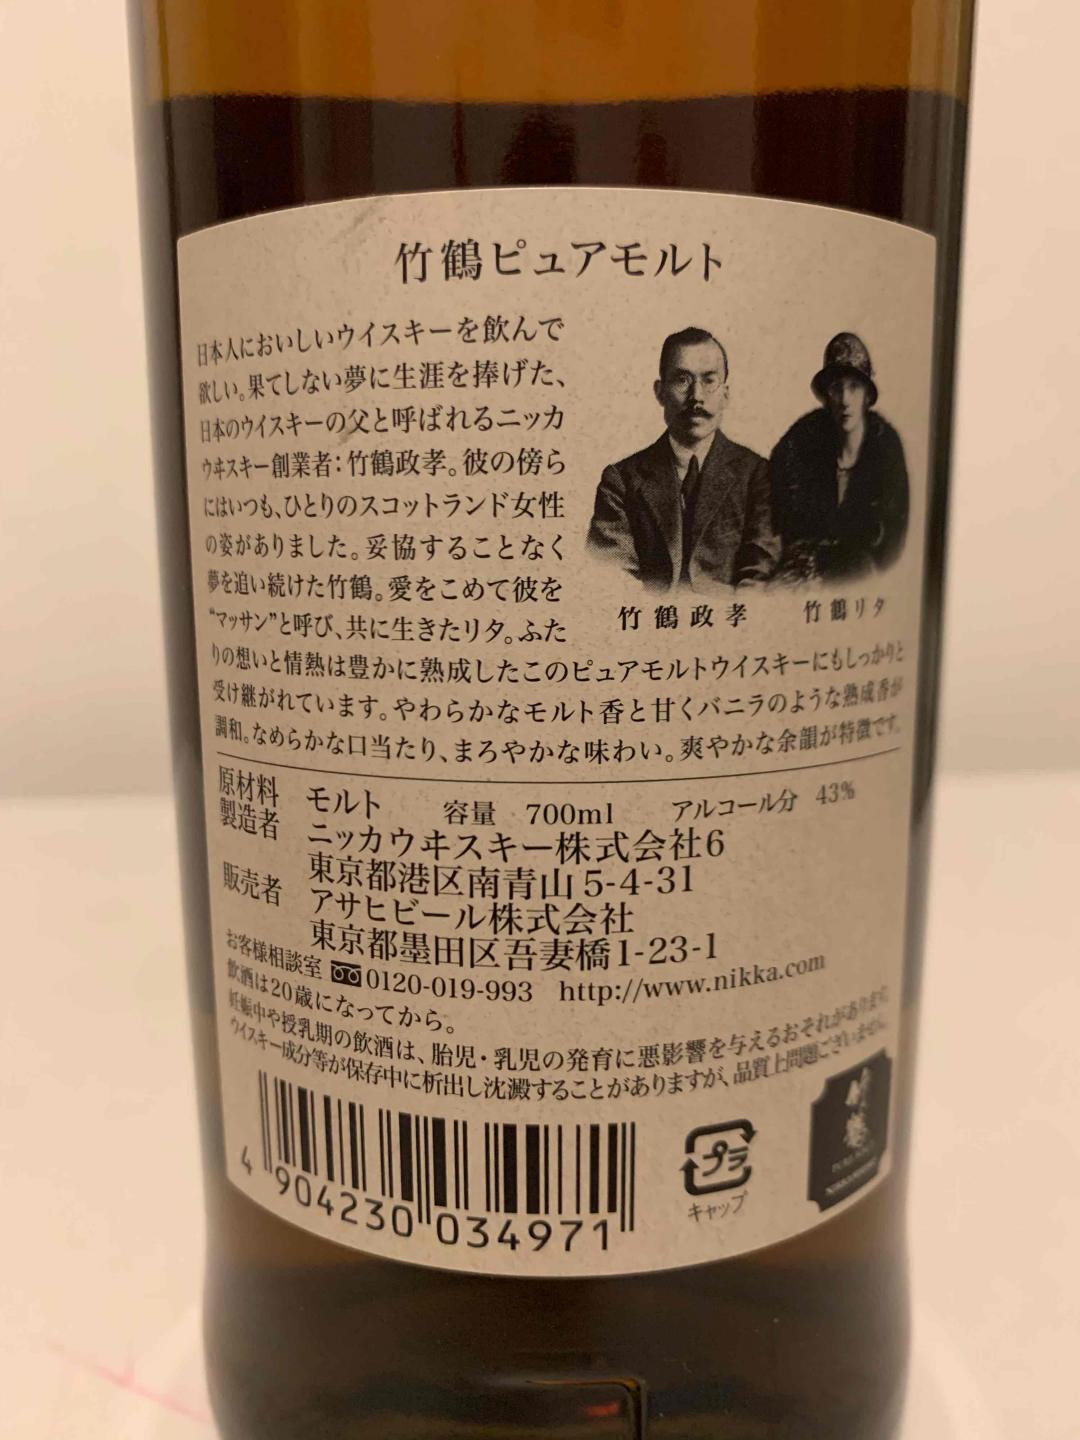 竹鶴ピュアモルト
日本人においしいウイスキーを飲んで
欲しい。果てしない夢に生涯を捧げた、
日本のウイスキーの父と呼ばれるニッカ
ウヰスキー創業者：竹鶴政孝。彼の傍ら
にはいつも、ひとりのスコットランド女性
の姿がありました。妥協することなく
夢を追い続けた竹鶴。愛をこめて彼を
“マッサン”と呼び、共に生きたリタ。ふた
りの想いと情熱は豊かに熟成したこのピュアモルトウイスキーにもしっかりと
受け継がれています。やわらかなモルト香と甘くバニラのような熟成香が
調和。なめらかな口当たり、まろやかな味わい。爽やかな余韻が特徴です。
竹鶴政孝 竹鶴リタ
原材料 モルト 容量 700ml アルコール分 43%
製造者 ニッカウヰスキー株式会社6
東京都港区南青山5-4-31
販売者 アサヒビール株式会社
東京都墨田区吾妻橋1-23-1
お客様相談室 0120-019-993 http://www.nikka.com
飲酒は20歳になってから。
妊娠中や授乳期の飲酒は、胎児・乳児の発育に悪影響を与えるおそれがあります。
ウイスキー成分等が保存中に析出し沈澱することがありますが、品質上問題ございません。
4 904230 034971
プラ
キャップ
竹鶴